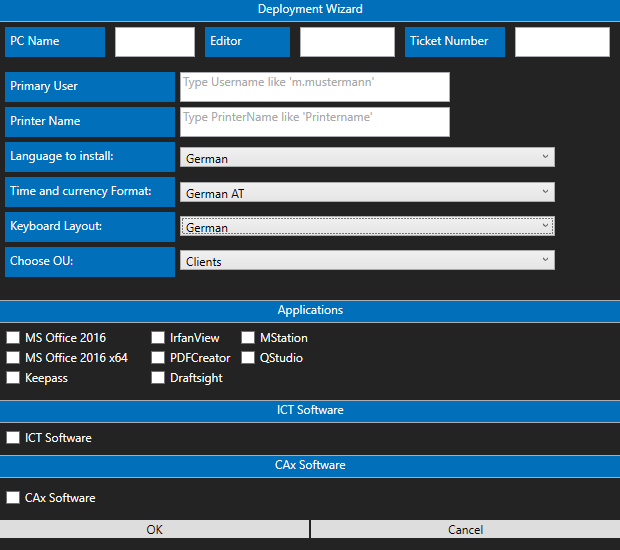 Deployment Wizard
PC Name Editor Ticket Number
Primary User Type Username like 'm.mustermann'
Printer Name Type PrinterName like 'Printername'
Language to install: German
Time and currency Format: German AT
Keyboard Layout: German
Choose OU: Clients
Applications
MS Office 2016 IrfanView MStation
MS Office 2016 x64 PDFCreator QStudio
Keepass Draftsight
ICT Software
ICT Software
CAx Software
CAx Software
OK Cancel